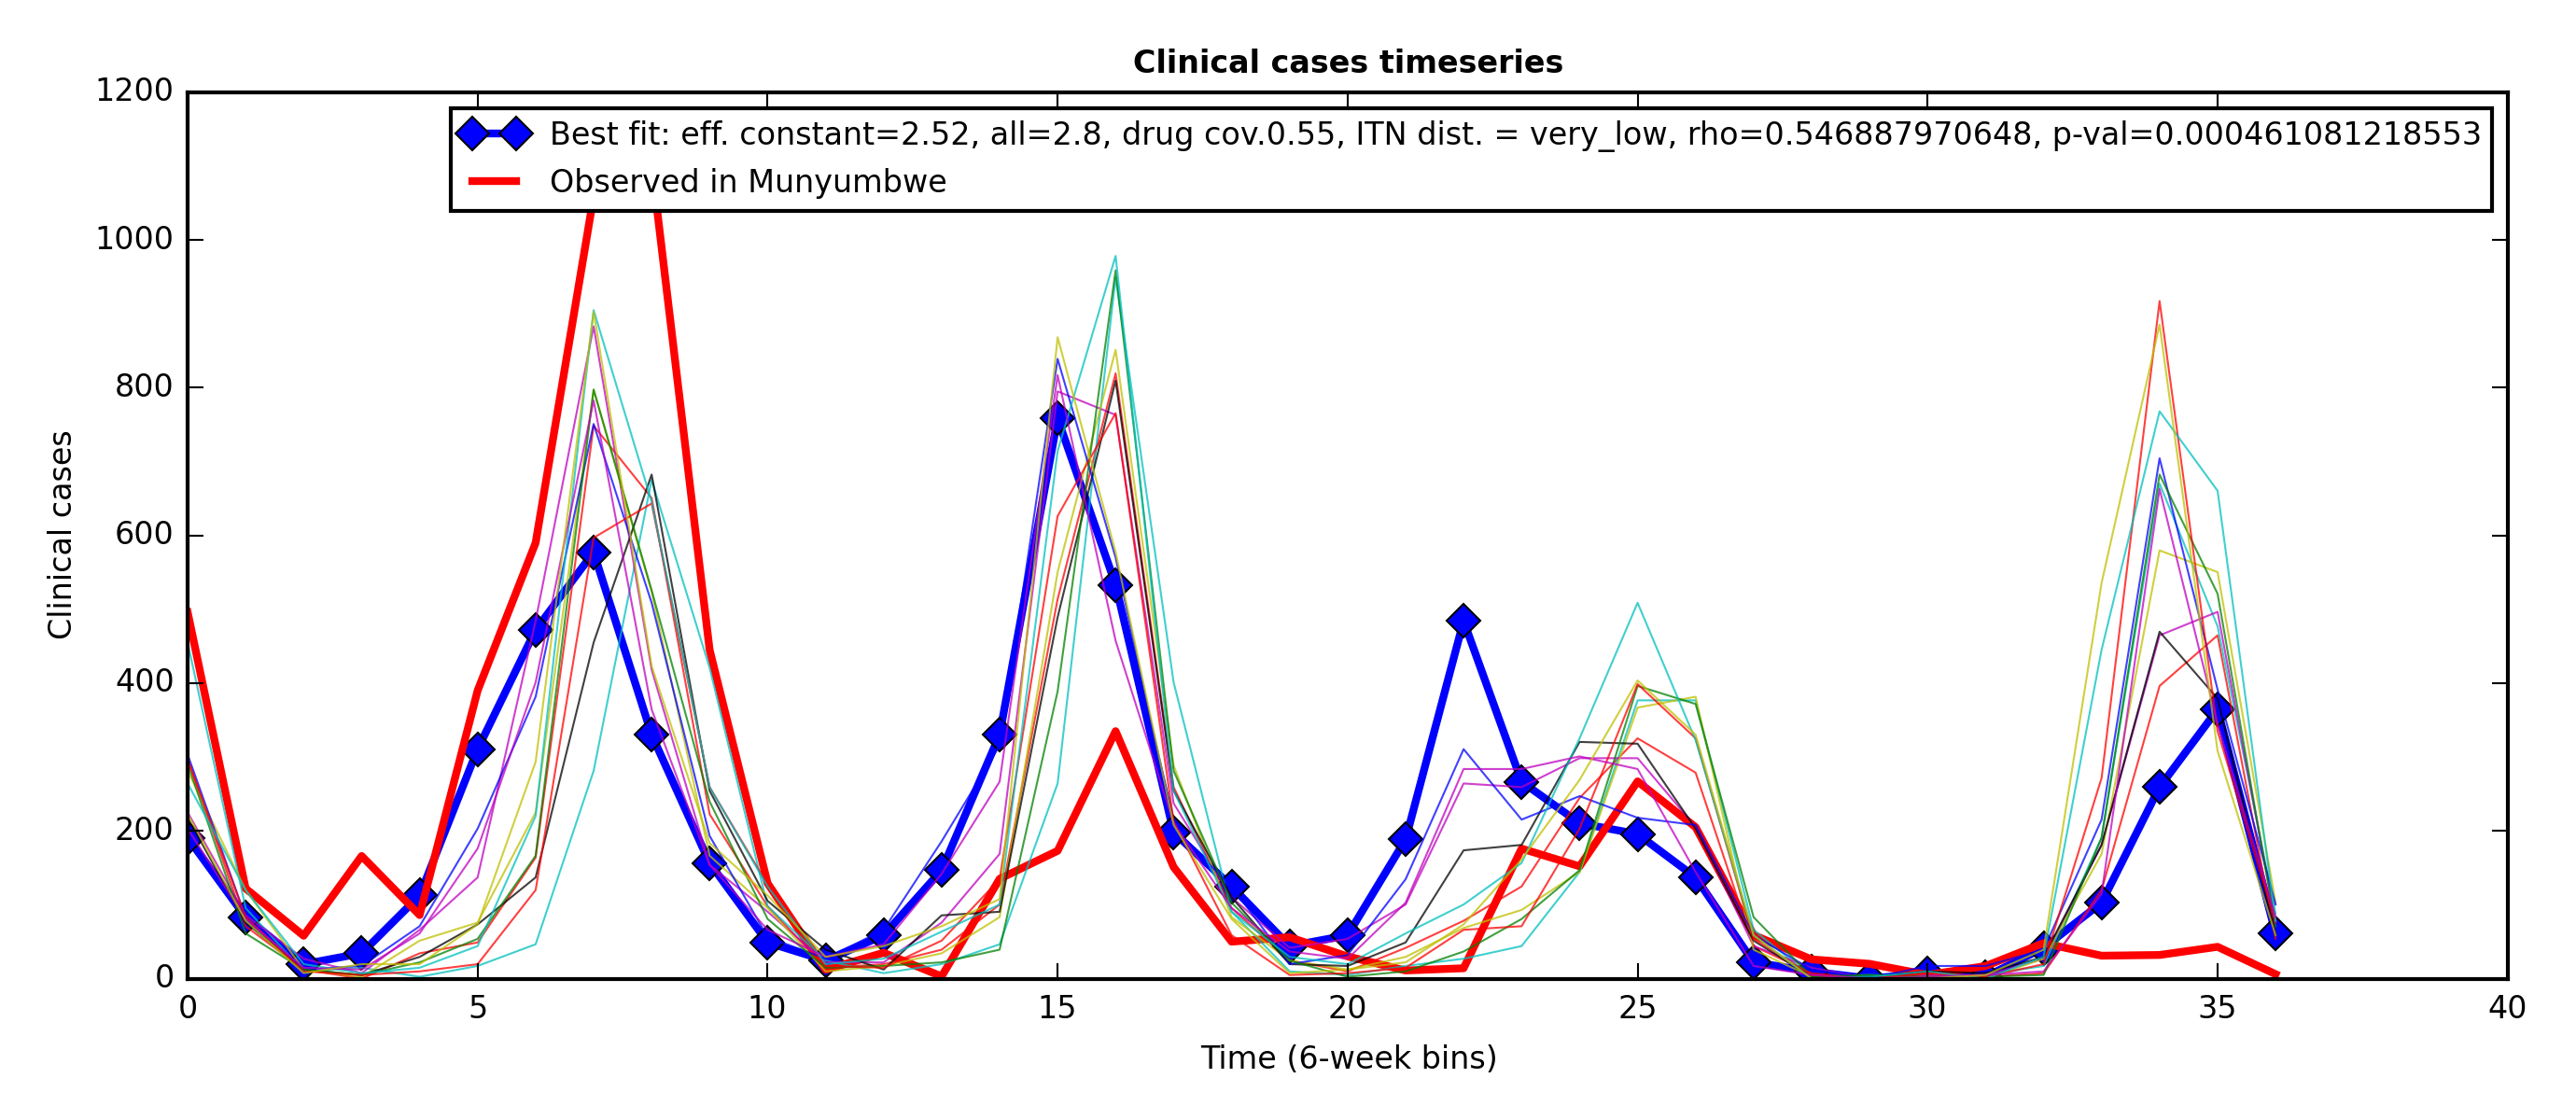 Clinical cases timeseries
1200
1000
800
600
400
200
0
Clinical cases
Best fit: eff. constant=2.52, all=2.8, drug cov.0.55, ITN dist. = very_low, rho=0.546887970648, p-val=0.000461081218553
Observed in Munyumbwe
0 5 10 15 20 25 30 35 40
Time (6-week bins)